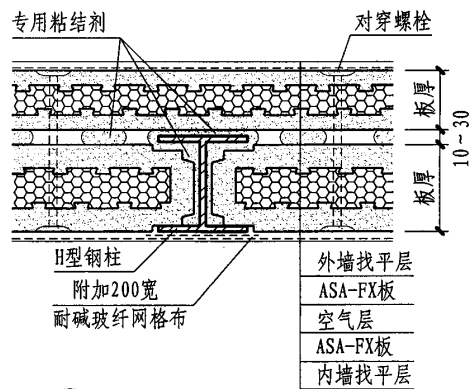 专用粘结剂
对穿螺栓
板厚
10~30
板厚
H型钢柱
附加200宽
耐碱玻纤网格布
外墙找平层
ASA-FX板
空气层
ASA-FX板
内墙找平层